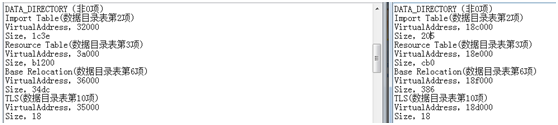 DATA_DIRECTORY (非0项)
Import Table(数据目录表第2项)
VirtualAddress, 32000
Size, 1c3e
Resource Table(数据目录表第3项)
VirtualAddress, 3a000
Size, b1200
Base Relocation(数据目录表第6项)
VirtualAddress, 36000
Size, 34dc
TLS(数据目录表第10项)
VirtualAddress, 35000
Size, 18
DATA_DIRECTORY (非0项)
Import Table(数据目录表第2项)
VirtualAddress, 18c000
Resource Table(数据目录表第3项)
VirtualAddress, 18e000
Size, cb0
Base Relocation(数据目录表第6项)
VirtualAddress, 18f000
Size, 386
TLS(数据目录表第10项)
VirtualAddress, 18d000
Size, 18